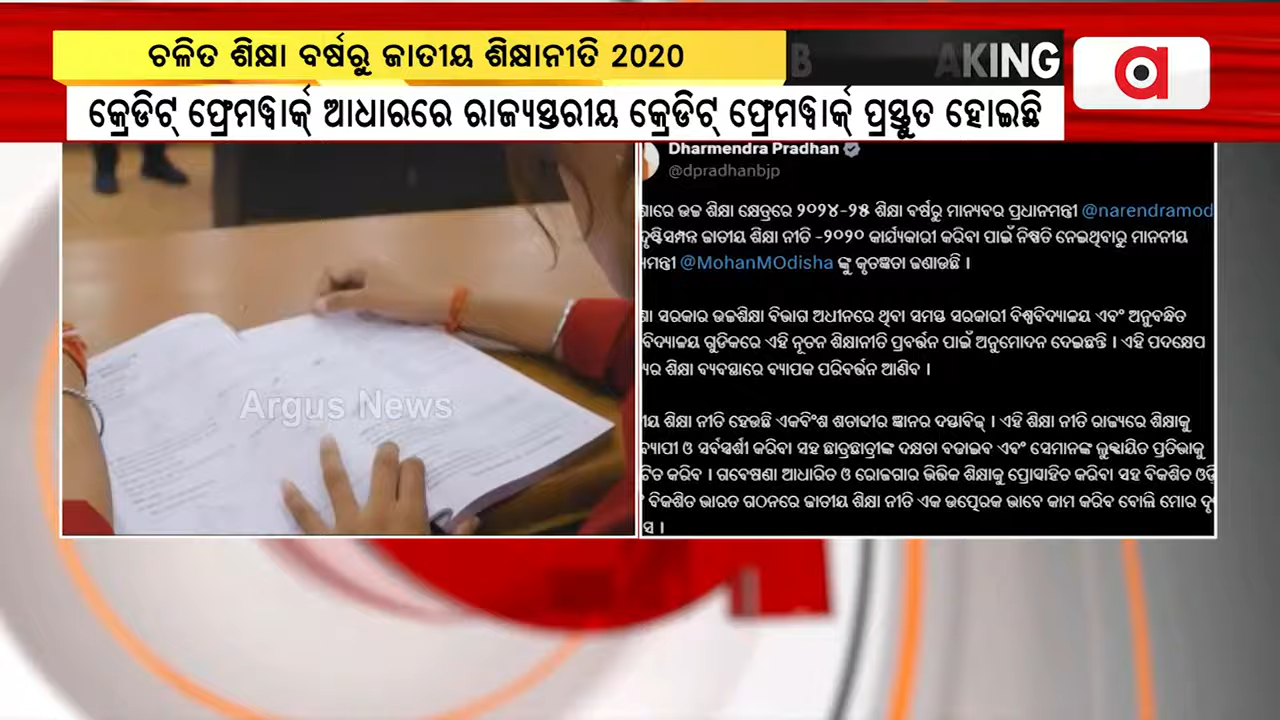 ଚଳିତ ଶିକ୍ଷା ବର୍ଷରୁ ଜାତୀୟ ଶିକ୍ଷାନୀତି 2020
B AKING
a
କ୍ରେଡିଟ୍ ଫ୍ରେମୱାର୍କ୍ ଆଧାରରେ ରାଜ୍ୟସ୍ତରୀୟ କ୍ରେଡିଟ୍ ଫ୍ରେମୱାର୍କ୍ ପ୍ରସ୍ତୁତ ହୋଇଛି
Dharmendra Pradhan
@dpradhanbjp
ଶାରେ ଉଚ୍ଚ ଶିକ୍ଷା କ୍ଷେତ୍ରରେ ୨୦୨୪-୨୫ ଶିକ୍ଷା ବର୍ଷରୁ ମାନ୍ୟବର ପ୍ରଧାନମନ୍ତ୍ରୀ @narendramod
ଦୃଷ୍ଟିସମ୍ପନ୍ନ ଜାତୀୟ ଶିକ୍ଷା ନୀତି -୨୦୨୦ କାର୍ଯ୍ୟକାରୀ କରିବା ପାଇଁ ନିଷ୍ପତି ନେଇଥିବାରୁ ମାନନୀୟ
ମନ୍ତ୍ରୀ @MohanMOdisha ଙ୍କୁ କୃତଜ୍ଞତା ଜଣାଉଛି ।
ଶା ସରକାର ଉଚ୍ଚଶିକ୍ଷା ବିଭାଗ ଅଧୀନରେ ଥିବା ସମସ୍ତ ସରକାରୀ ବିଶ୍ୱବିଦ୍ୟାଳୟ ଏବଂ ଅନୁବନ୍ଧିତ
ବିଦ୍ୟାଳୟ ଗୁଡିକରେ ଏହି ନୂତନ ଶିକ୍ଷାନୀତି ପ୍ରବର୍ତ୍ତନ ପାଇଁ ଅନୁମୋଦନ ଦେଇଛନ୍ତି । ଏହି ପଦକ୍ଷେପ
ୟର ଶିକ୍ଷା ବ୍ୟବସ୍ଥାରେ ବ୍ୟାପକ ପରିବର୍ତ୍ତନ ଆଣିବ ।
ୀୟ ଶିକ୍ଷା ନୀତି ହେଉଛି ଏକବିଂଶ ଶତାବ୍ଦୀର ଜ୍ଞାନର ଦସ୍ତାବିଜ୍ । ଏହି ଶିକ୍ଷା ନୀତି ରାଜ୍ୟରେ ଶିକ୍ଷାକୁ
ବ୍ୟାପୀ ଓ ସର୍ବସ୍ପର୍ଶୀ କରିବା ସହ ଛାତ୍ରଛାତ୍ରୀଙ୍କ ଦକ୍ଷତା ବଢାଇବ ଏବଂ ସେମାନଙ୍କ ଲୁକ୍କାୟିତ ପ୍ରତିଭାକୁ
ଟିତ କରିବ । ଗବେଷଣା ଆଧାରିତ ଓ ରୋଜଗାର ଭିତ୍ତିକ ଶିକ୍ଷାକୁ ପ୍ରୋତ୍ସାହିତ କରିବା ସହ ବିକଶିତ
ବିକଶିତ ଭାରତ ଗଠନରେ ଜାତୀୟ ଶିକ୍ଷା ନୀତି ଏକ ଉତ୍ପ୍ରେରକ ଭାବେ କାମ କରିବ ବୋଲି ମୋର ଦୃ
ସ ।
Argus News